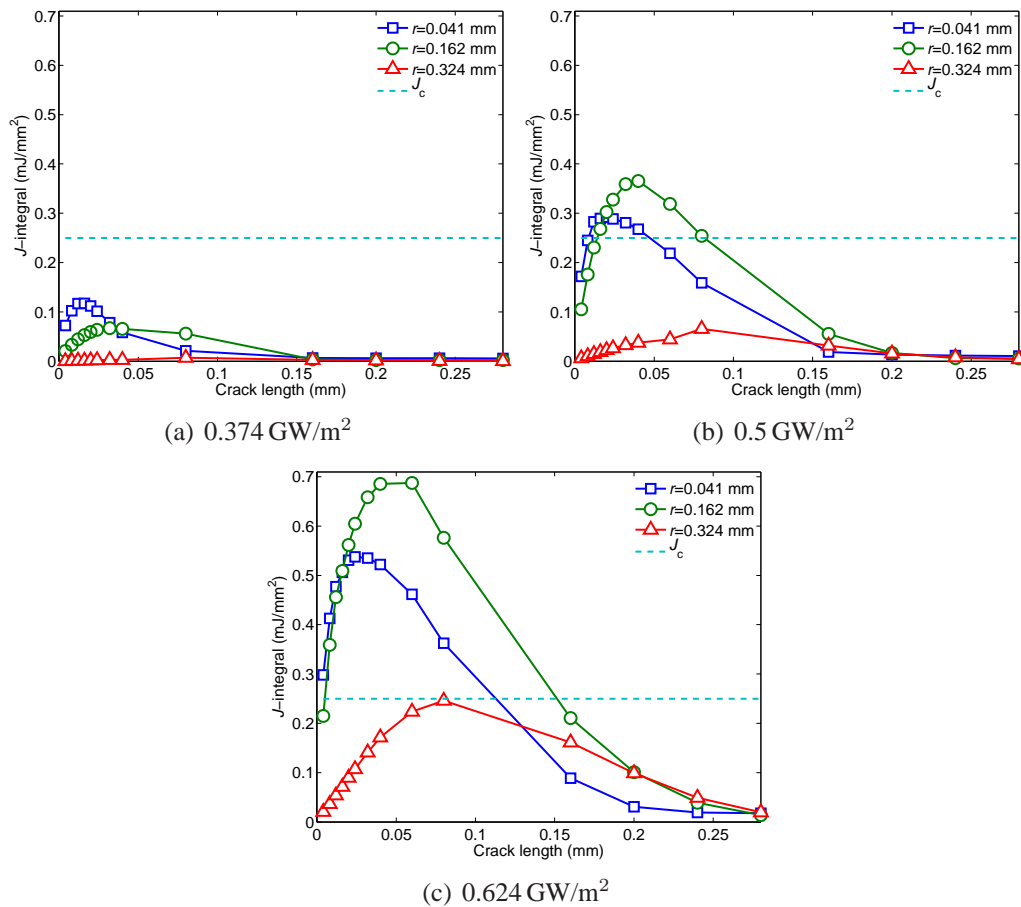 0.7
0.6
0.5
0.4
0.3
0.2
0.1
0
J–integral (mJ/mm²)
r=0.041 mm
r=0.162 mm
r=0.324 mm
J_c
0 0.05 0.1 0.15 0.2 0.25
Crack length (mm)
(a) 0.374 GW/m²
0.7
0.6
0.5
0.4
0.3
0.2
0.1
0
J–integral (mJ/mm²)
r=0.041 mm
r=0.162 mm
r=0.324 mm
J_c
0 0.05 0.1 0.15 0.2 0.25
Crack length (mm)
(b) 0.5 GW/m²
0.7
0.6
0.5
0.4
0.3
0.2
0.1
0
J–integral (mJ/mm²)
r=0.041 mm
r=0.162 mm
r=0.324 mm
J_c
0 0.05 0.1 0.15 0.2 0.25
Crack length (mm)
(c) 0.624 GW/m²